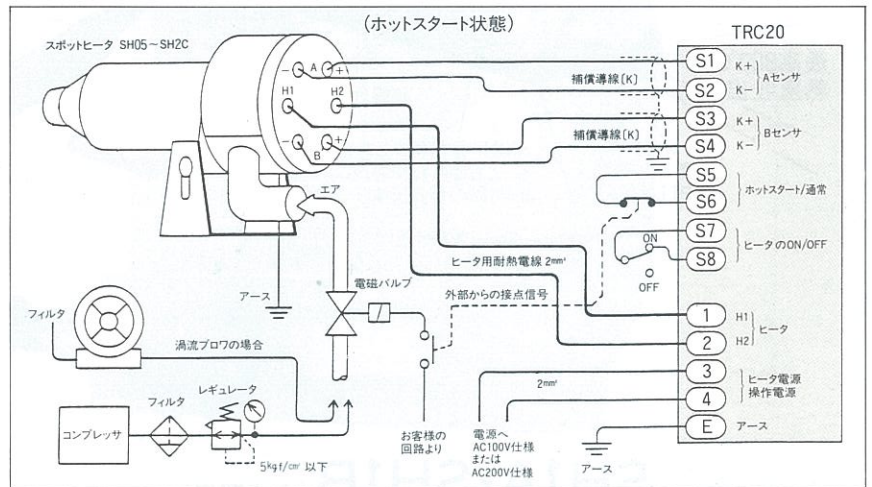 (ホットスタート状態)
スポットヒータ SH05~SH2C
TRC20
- A +
H1 H2
- B +
補償導線(K)
補償導線(K)
S1 K+
S2 K-
Aセンサ
S3 K+
S4 K-
Bセンサ
S5
S6
ホットスタート/通常
S7
S8
ヒータのON/OFF
ON
OFF
エア
ヒータ用耐熱電線 2mm²
電磁バルブ
外部からの接点信号
アース
フィルタ
渦流ブロワの場合
1 H1
2 H2
ヒータ
3
4
ヒータ電源
操作電源
E アース
2mm²
レギュレータ
フィルタ
コンプレッサ
5kgf/cm² 以下
お客様の
回路より
電源へ
AC100V仕様
または
AC200V仕様
アース